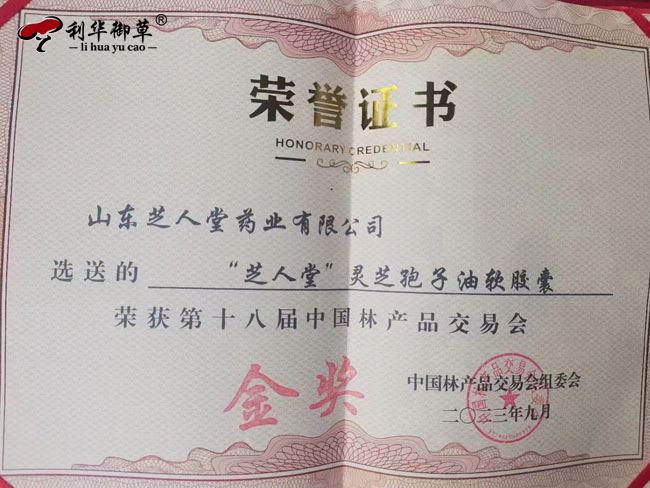 利华御草®
li hua yu cao
荣誉证书
HONORARY CREDENTIAL
山东芝人堂药业有限公司
选送的 “芝人堂”灵芝孢子油软胶囊
荣获第十八届中国林产品交易会
金奖
中国林产品交易会组委会
二〇二三年九月